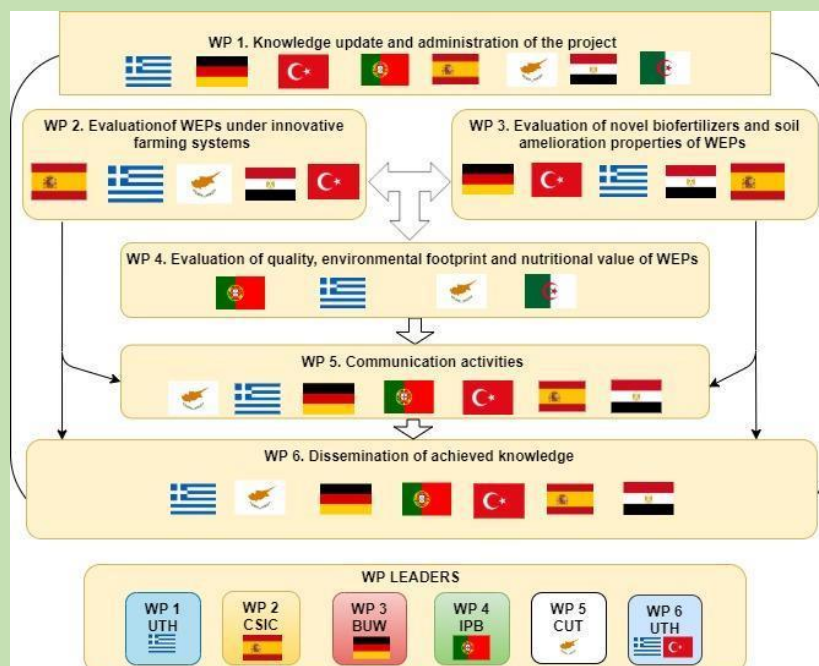 WP 1. Knowledge update and administration of the project
WP 2. Evaluationof WEPs under innovative
farming systems
WP 3. Evaluation of novel biofertilizers and soil
amelioration properties of WEPs
WP 4. Evaluation of quality, environmental footprint and nutritional value of WEPs
WP 5. Communication activities
WP 6. Dissemination of achieved knowledge
WP LEADERS
WP 1
UTH
WP 2
CSIC
WP 3
BUW
WP 4
IPB
WP 5
CUT
WP 6
UTH